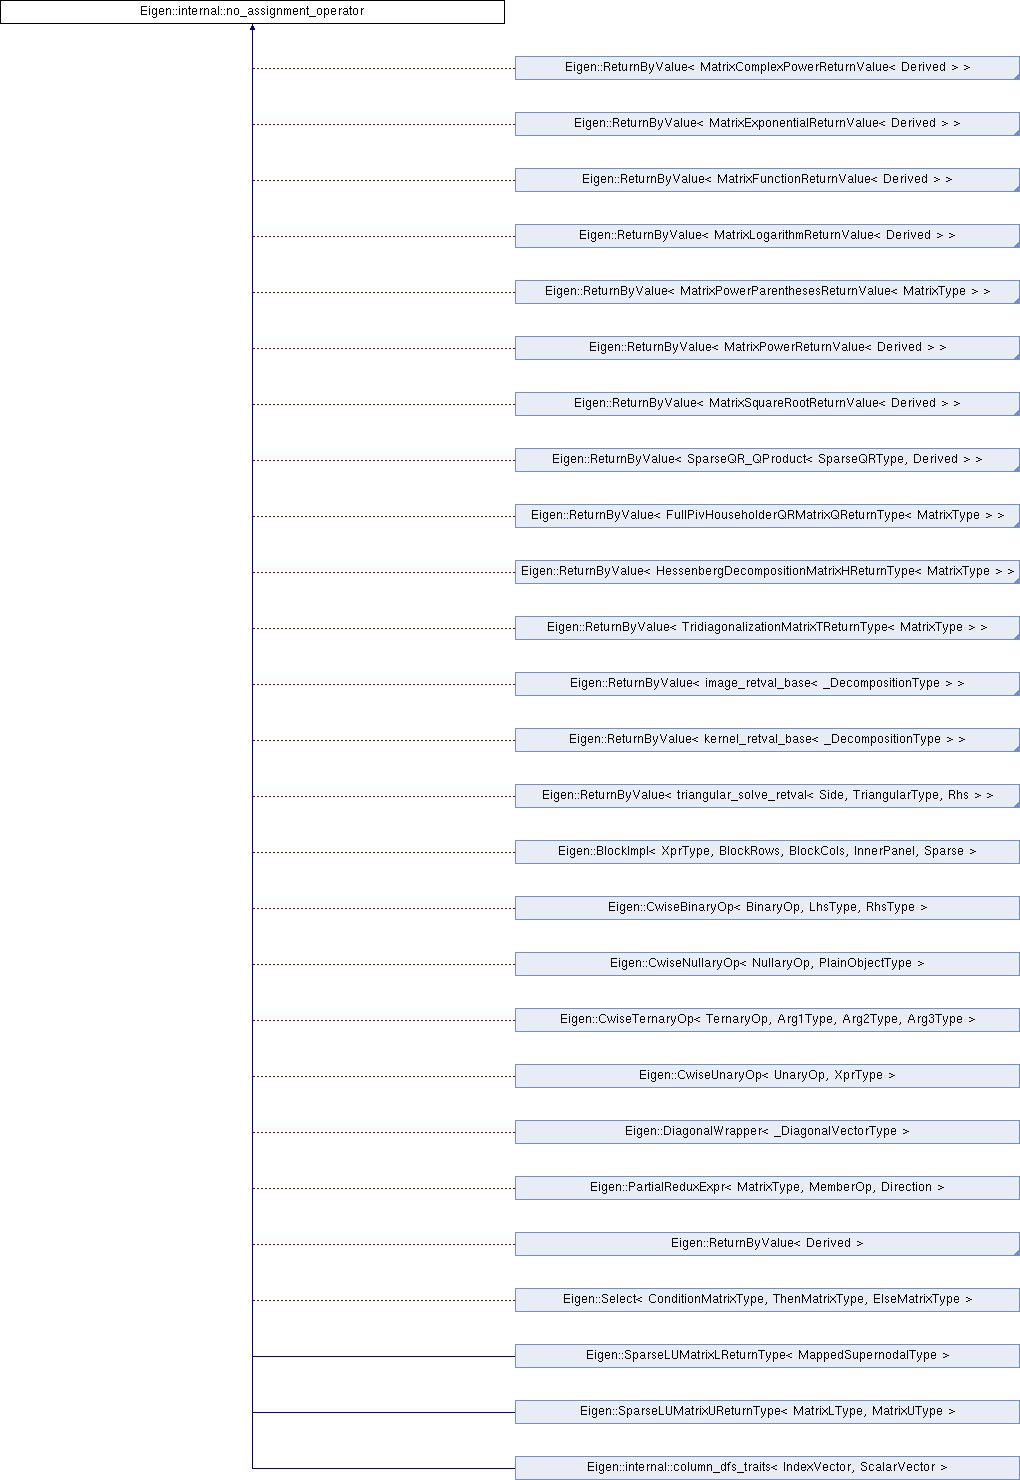 Eigen::internal::no_assignment_operator
Eigen::ReturnByValue< MatrixComplexPowerReturnValue< Derived > >
Eigen::ReturnByValue< MatrixExponentialReturnValue< Derived > >
Eigen::ReturnByValue< MatrixFunctionReturnValue< Derived > >
Eigen::ReturnByValue< MatrixLogarithmReturnValue< Derived > >
Eigen::ReturnByValue< MatrixPowerParenthesesReturnValue< MatrixType > >
Eigen::ReturnByValue< MatrixPowerReturnValue< Derived > >
Eigen::ReturnByValue< MatrixSquareRootReturnValue< Derived > >
Eigen::ReturnByValue< SparseQR_QProduct< SparseQRType, Derived > >
Eigen::ReturnByValue< FullPivHouseholderQRMatrixQReturnType< MatrixType > >
Eigen::ReturnByValue< HessenbergDecompositionMatrixHReturnType< MatrixType > >
Eigen::ReturnByValue< TridiagonalizationMatrixTReturnType< MatrixType > >
Eigen::ReturnByValue< image_retval_base< _DecompositionType > >
Eigen::ReturnByValue< kernel_retval_base< _DecompositionType > >
Eigen::ReturnByValue< triangular_solve_retval< Side, TriangularType, Rhs > >
Eigen::BlockImpl< XprType, BlockRows, BlockCols, InnerPanel, Sparse >
Eigen::CwiseBinaryOp< BinaryOp, LhsType, RhsType >
Eigen::CwiseNullaryOp< NullaryOp, PlainObjectType >
Eigen::CwiseTernaryOp< TernaryOp, Arg1Type, Arg2Type, Arg3Type >
Eigen::CwiseUnaryOp< UnaryOp, XprType >
Eigen::DiagonalWrapper< _DiagonalVectorType >
Eigen::PartialReduxExpr< MatrixType, MemberOp, Direction >
Eigen::ReturnByValue< Derived >
Eigen::Select< ConditionMatrixType, ThenMatrixType, ElseMatrixType >
Eigen::SparseLUMatrixLReturnType< MappedSupernodalType >
Eigen::SparseLUMatrixUReturnType< MatrixLType, MatrixUType >
Eigen::internal::column_dfs_traits< IndexVector, ScalarVector >